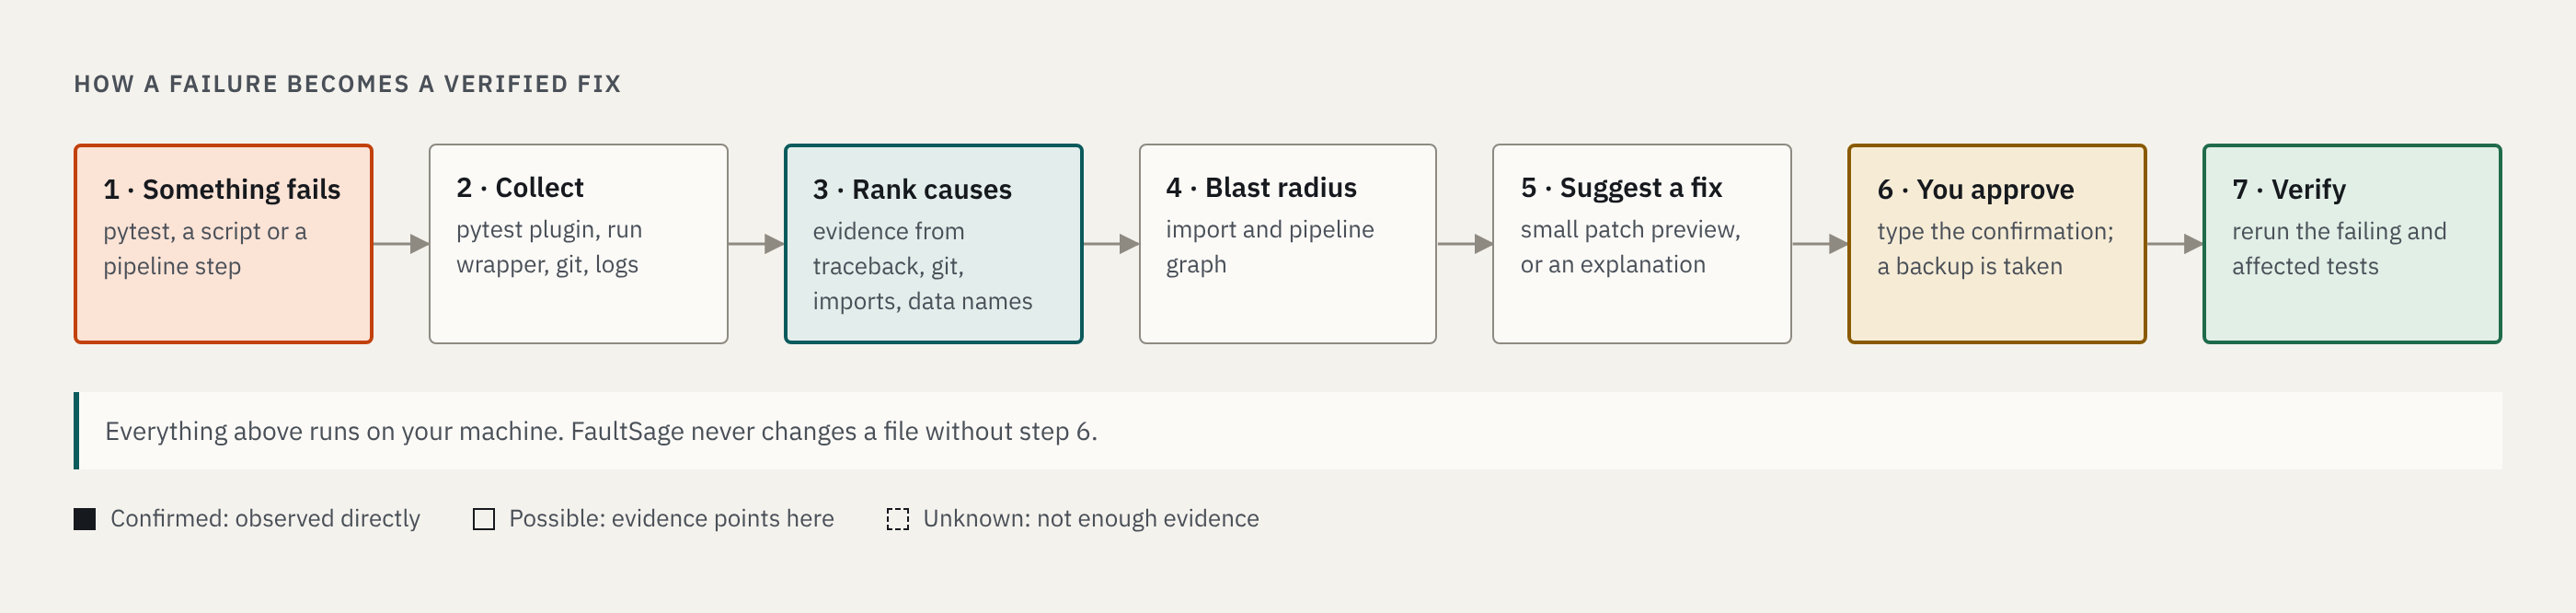 HOW A FAILURE BECOMES A VERIFIED FIX
1 · Something fails
pytest, a script or a
pipeline step
2 · Collect
pytest plugin, run
wrapper, git, logs
3 · Rank causes
evidence from
traceback, git,
imports, data names
4 · Blast radius
import and pipeline
graph
5 · Suggest a fix
small patch preview,
or an explanation
6 · You approve
type the confirmation;
a backup is taken
7 · Verify
rerun the failing and
affected tests
Everything above runs on your machine. FaultSage never changes a file without step 6.
Confirmed: observed directly
Possible: evidence points here
Unknown: not enough evidence